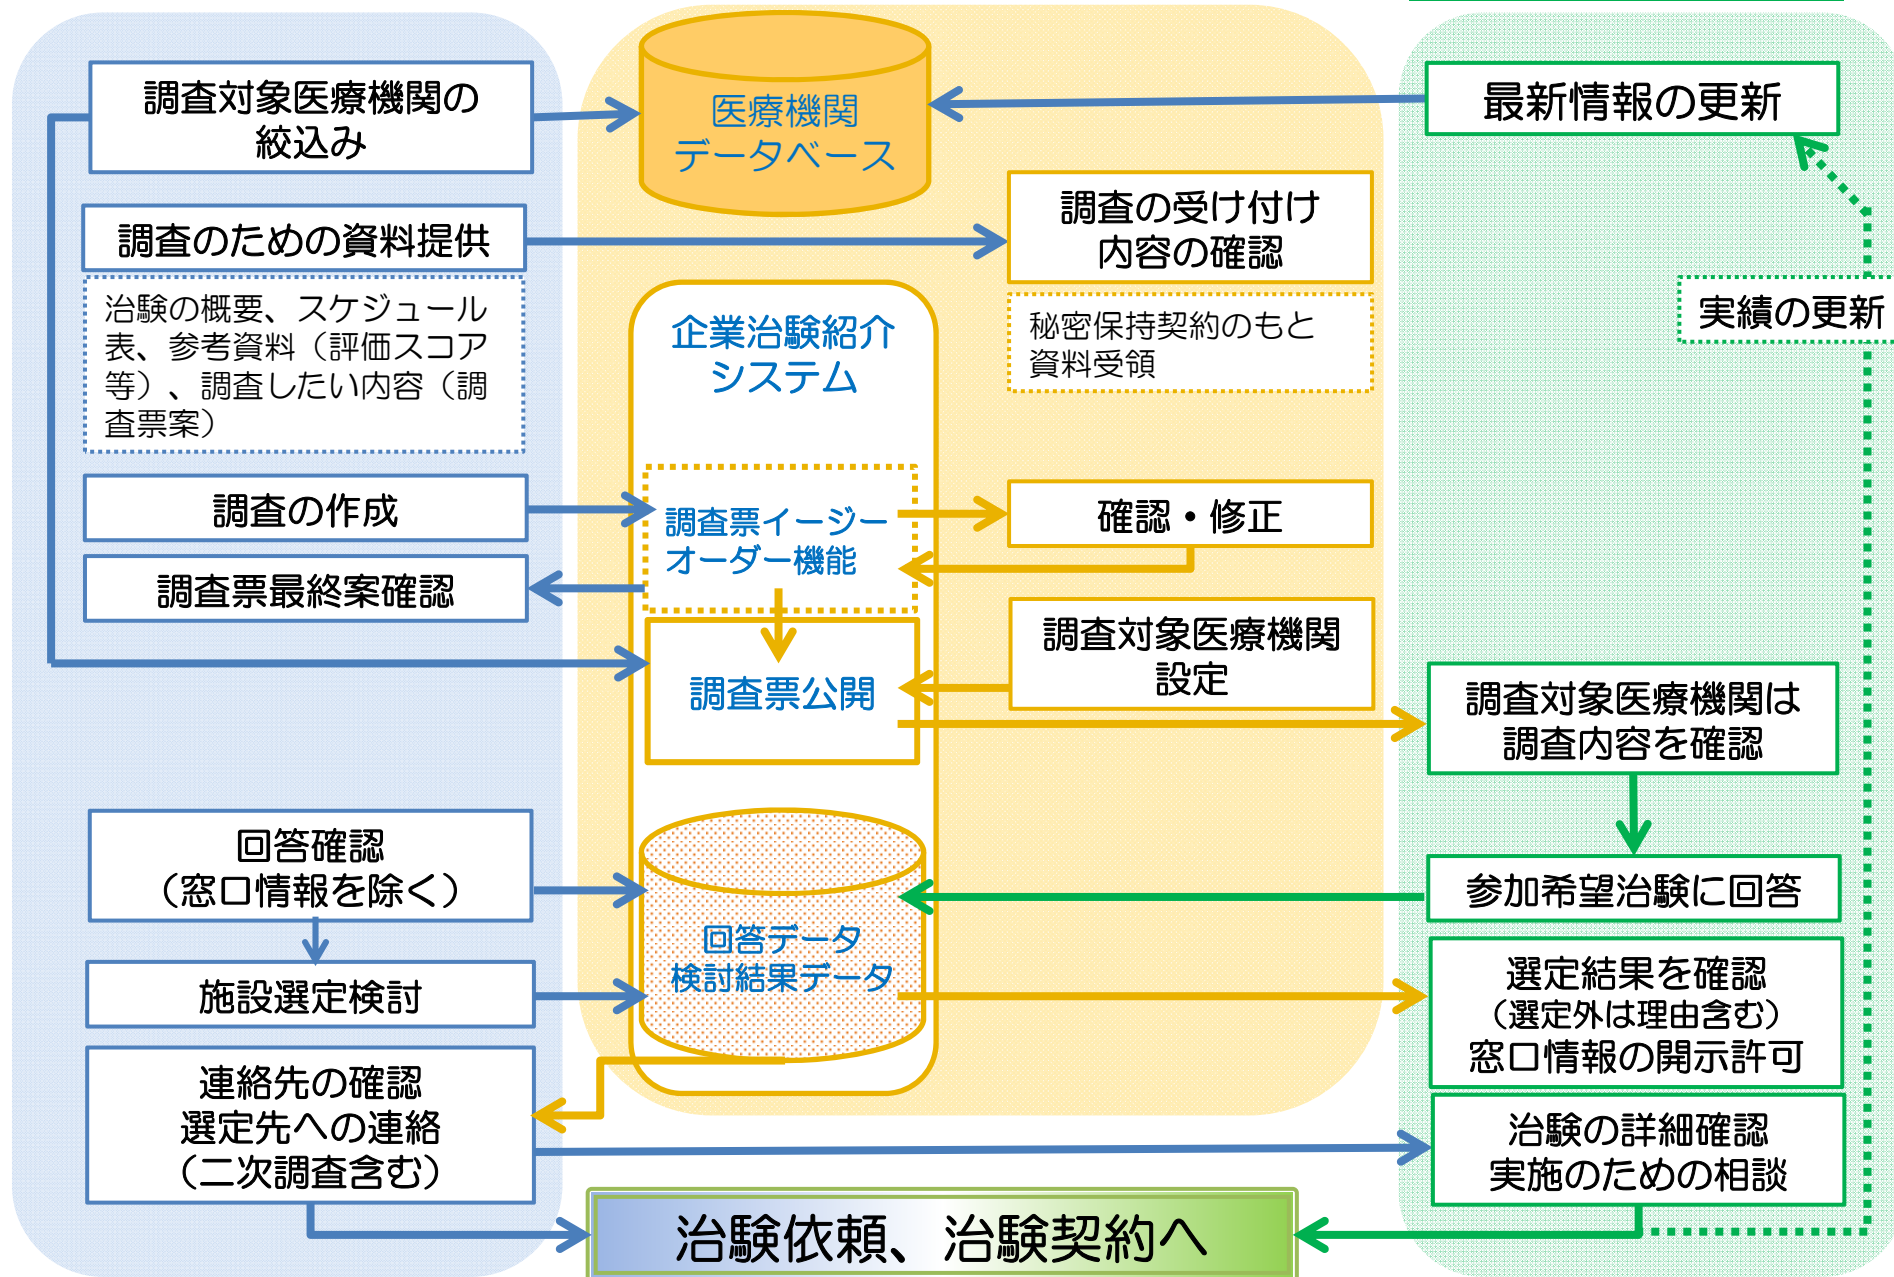 調査対象医療機関の
絞込み
医療機関
データベース
最新情報の更新
調査のための資料提供
治験の概要、スケジュール
表、参考資料（評価スコア
等）、調査したい内容（調
査票案）
調査の受け付け
内容の確認
秘密保持契約のもと
資料受領
実績の更新
企業治験紹介
システム
調査の作成
調査票イージー
オーダー機能
確認・修正
調査票最終案確認
調査対象医療機関
設定
調査票公開
調査対象医療機関は
調査内容を確認
回答確認
（窓口情報を除く）
参加希望治験に回答
回答データ
検討結果データ
施設選定検討
選定結果を確認
（選定外は理由含む）
窓口情報の開示許可
連絡先の確認
選定先への連絡
（二次調査含む）
治験の詳細確認
実施のための相談
治験依頼、治験契約へ